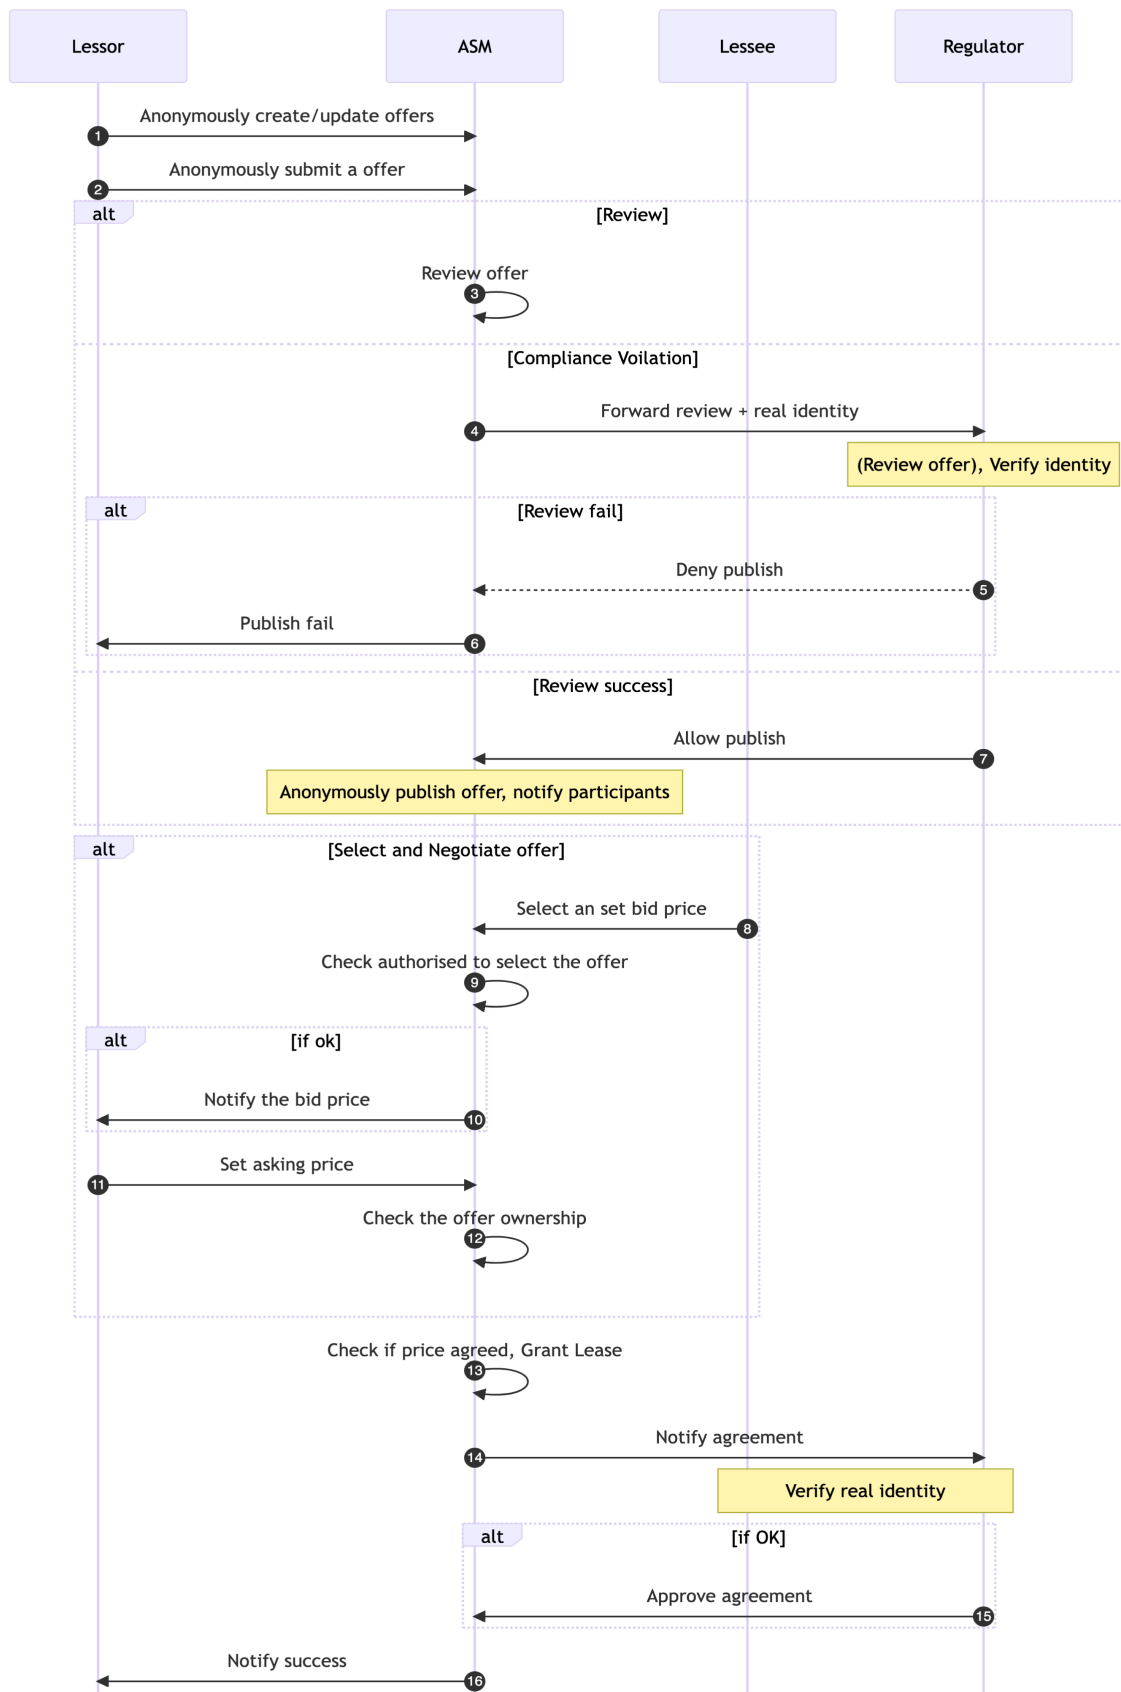 Lessor
ASM
Lessee
Regulator
Anonymously create/update offers
1
Anonymously submit a offer
2
alt
[Review]
Review offer
3
[Compliance Voilation]
Forward review + real identity
4
(Review offer), Verify identity
alt
[Review fail]
Deny publish
5
Publish fail
6
[Review success]
Allow publish
7
Anonymously publish offer, notify participants
alt
[Select and Negotiate offer]
Select an set bid price
8
Check authorised to select the offer
9
alt
[if ok]
Notify the bid price
10
Set asking price
11
Check the offer ownership
12
Check if price agreed, Grant Lease
13
Notify agreement
14
Verify real identity
alt
[if OK]
Approve agreement
15
Notify success
16